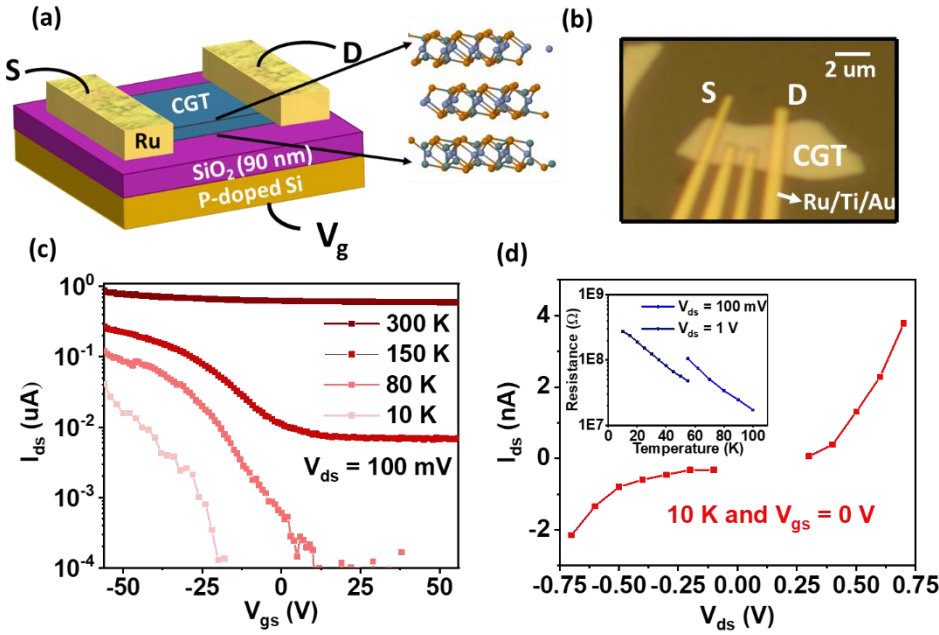 (a)
S
D
CGT
Ru
SiO₂ (90 nm)
P-doped Si
V_g
(b)
2 um
S
D
CGT
Ru/Ti/Au
(c)
10⁰
10⁻¹
10⁻²
10⁻³
10⁻⁴
I_ds (uA)
300 K
150 K
80 K
10 K
V_ds = 100 mV
-50
-25
0
25
50
V_gs (V)
(d)
4
2
0
-2
I_ds (nA)
1E9
1E8
1E7
Resistance (Ω)
V_ds = 100 mV
V_ds = 1 V
0
20
40
60
80
100
Temperature (K)
10 K and V_gs = 0 V
-0.75
-0.50
-0.25
0.00
0.25
0.50
0.75
V_ds (V)